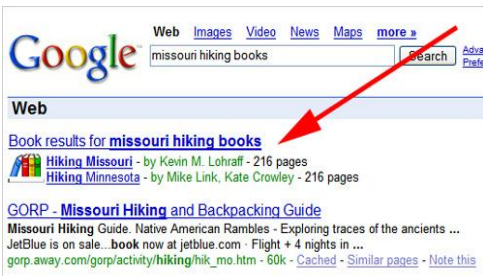 Web Images Video News Maps more »
Google missouri hiking books Search Adva
Prefe
Web
Book results for missouri hiking books
Hiking Missouri - by Kevin M. Lohraff - 216 pages
Hiking Minnesota - by Mike Link, Kate Crowley - 216 pages
GORP - Missouri Hiking and Backpacking Guide
Missouri Hiking Guide. Native American Rambles - Exploring traces of the ancients ...
JetBlue is on sale...book now at jetblue.com · Flight + 4 nights in ...
gorp.away.com/gorp/activity/hiking/hik_mo.htm - 60k - Cached - Similar pages - Note this